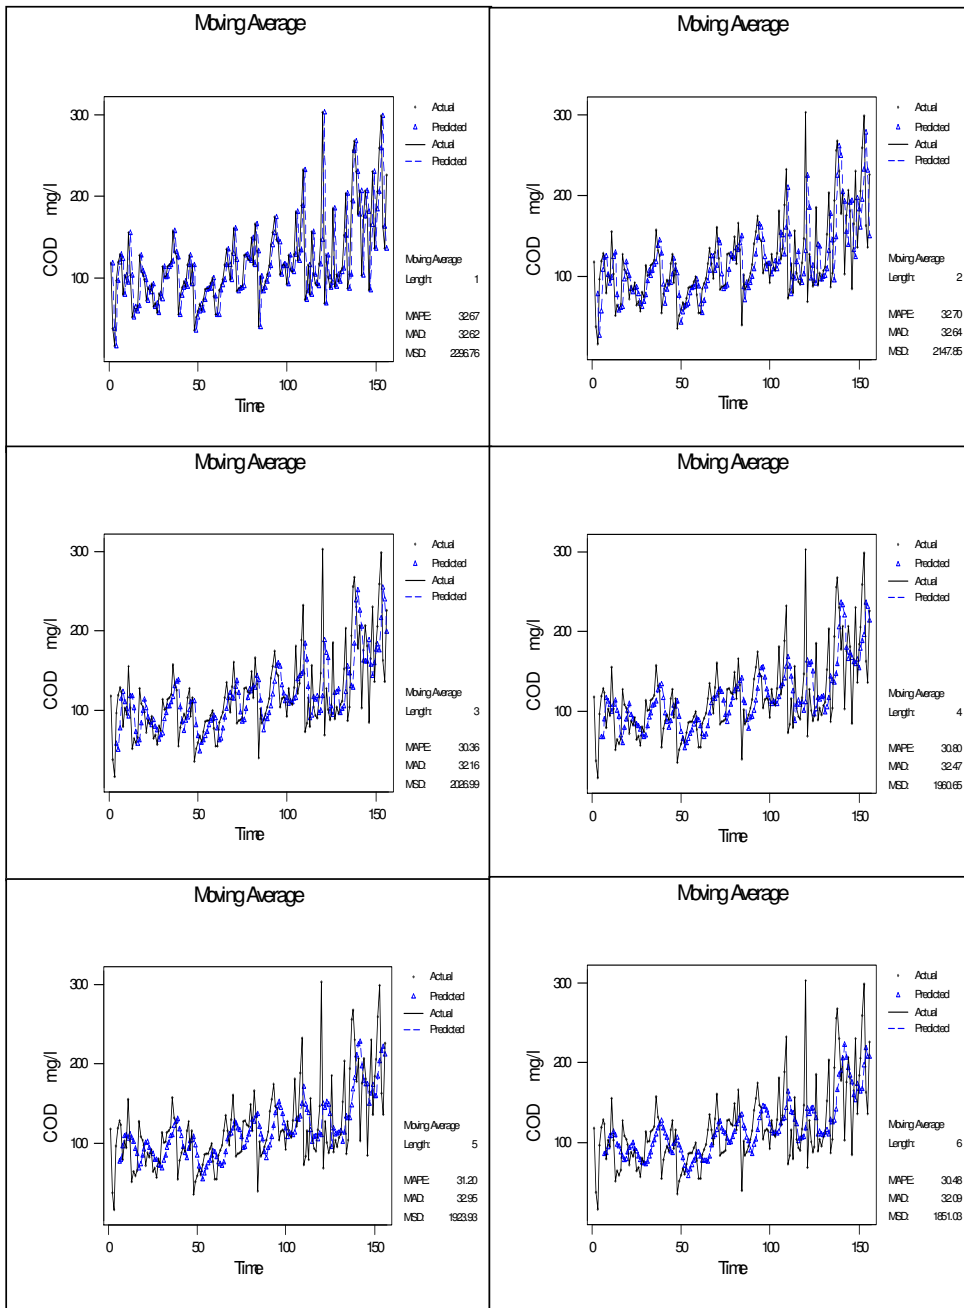 Moving Average
300
200
100
COD mg/l
0 50 100 150
Time
Actual
Predicted
Actual
Predicted
Moving Average
Length: 1
MAPE: 32.67
MAD: 32.62
MSD: 2296.76
Moving Average
300
200
100
COD mg/l
0 50 100 150
Time
Actual
Predicted
Actual
Predicted
Moving Average
Length: 2
MAPE: 32.70
MAD: 32.64
MSD: 2147.85
Moving Average
300
200
100
COD mg/l
0 50 100 150
Time
Actual
Predicted
Actual
Predicted
Moving Average
Length: 3
MAPE: 30.36
MAD: 32.16
MSD: 2026.99
Moving Average
300
200
100
COD mg/l
0 50 100 150
Time
Actual
Predicted
Actual
Predicted
Moving Average
Length: 4
MAPE: 30.80
MAD: 32.47
MSD: 1960.65
Moving Average
300
200
100
COD mg/l
0 50 100 150
Time
Actual
Predicted
Actual
Predicted
Moving Average
Length: 5
MAPE: 31.20
MAD: 32.95
MSD: 1923.93
Moving Average
300
200
100
COD mg/l
0 50 100 150
Time
Actual
Predicted
Actual
Predicted
Moving Average
Length: 6
MAPE: 30.48
MAD: 32.09
MSD: 1851.03